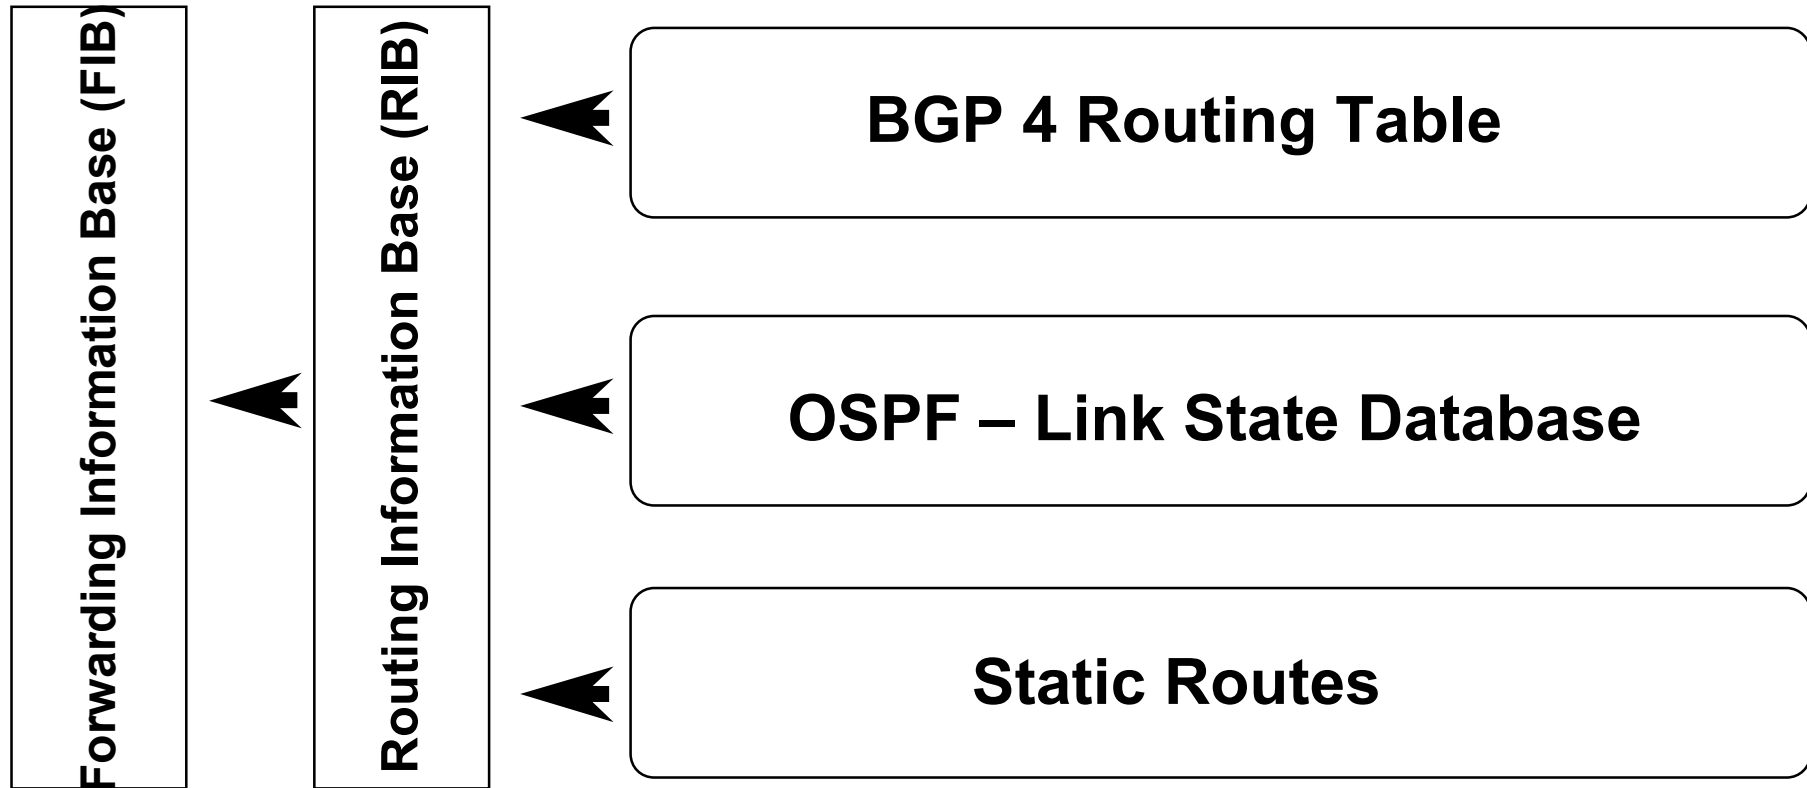 Forwarding Information Base (FIB)
Routing Information Base (RIB)
BGP 4 Routing Table
OSPF – Link State Database
Static Routes